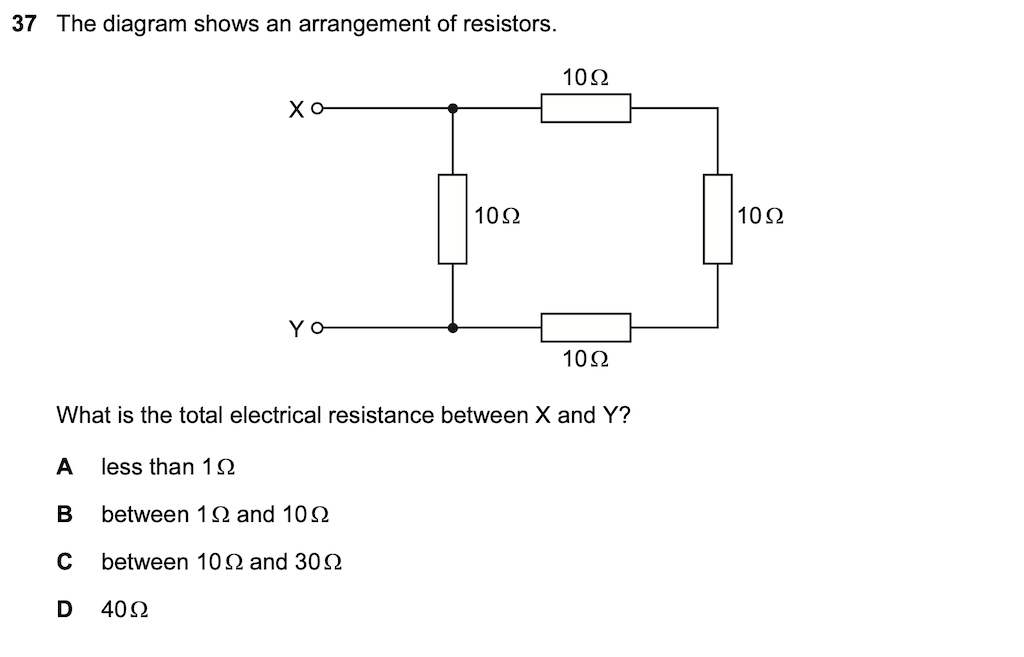 37 The diagram shows an arrangement of resistors.
10Ω
X
10Ω
10Ω
Y
10Ω
What is the total electrical resistance between X and Y?
A less than 1Ω
B between 1Ω and 10Ω
C between 10Ω and 30Ω
D 40Ω